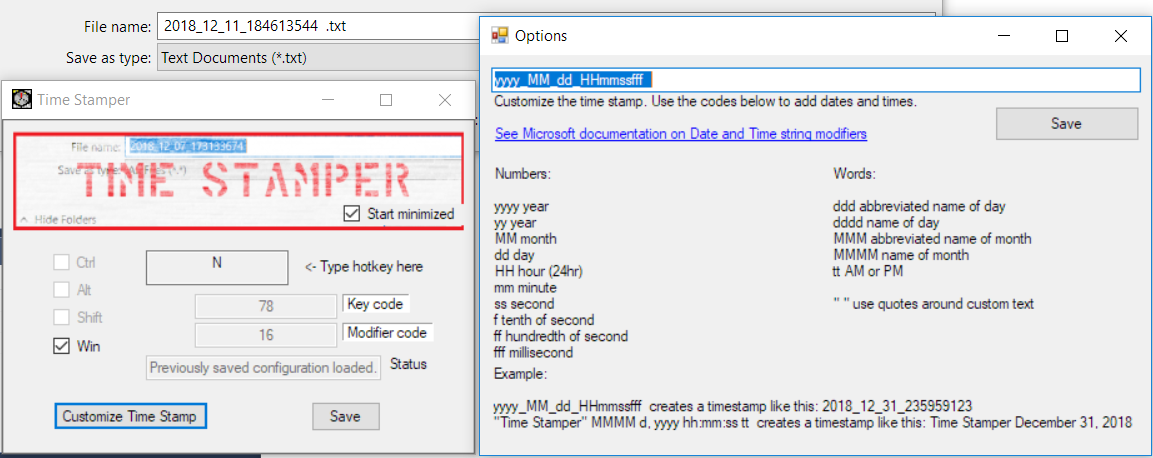 File name: 2018_12_11_184613544 .txt
Save as type: Text Documents (*.txt)
Time Stamper
File name: 2018_12_07_173133674
Save as type:
TIME STAMPER
Hide Folders
Start minimized
Ctrl
N
<- Type hotkey here
Alt
78
Key code
Shift
16
Modifier code
Win
Previously saved configuration loaded.
Status
Customize Time Stamp
Save
Options
yyyy_MM_dd_HHmmssfff
Customize the time stamp. Use the codes below to add dates and times.
See Microsoft documentation on Date and Time string modifiers
Save
Numbers:
yyyy year
yy year
MM month
dd day
HH hour (24hr)
mm minute
ss second
f tenth of second
ff hundredth of second
fff millisecond
Words:
ddd abbreviated name of day
dddd name of day
MMM abbreviated name of month
MMMM name of month
tt AM or PM
" " use quotes around custom text
Example:
yyyy_MM_dd_HHmmssfff creates a timestamp like this: 2018_12_31_235959123
"Time Stamper" MMMM d, yyyy hh:mm:ss tt creates a timestamp like this: Time Stamper December 31, 2018